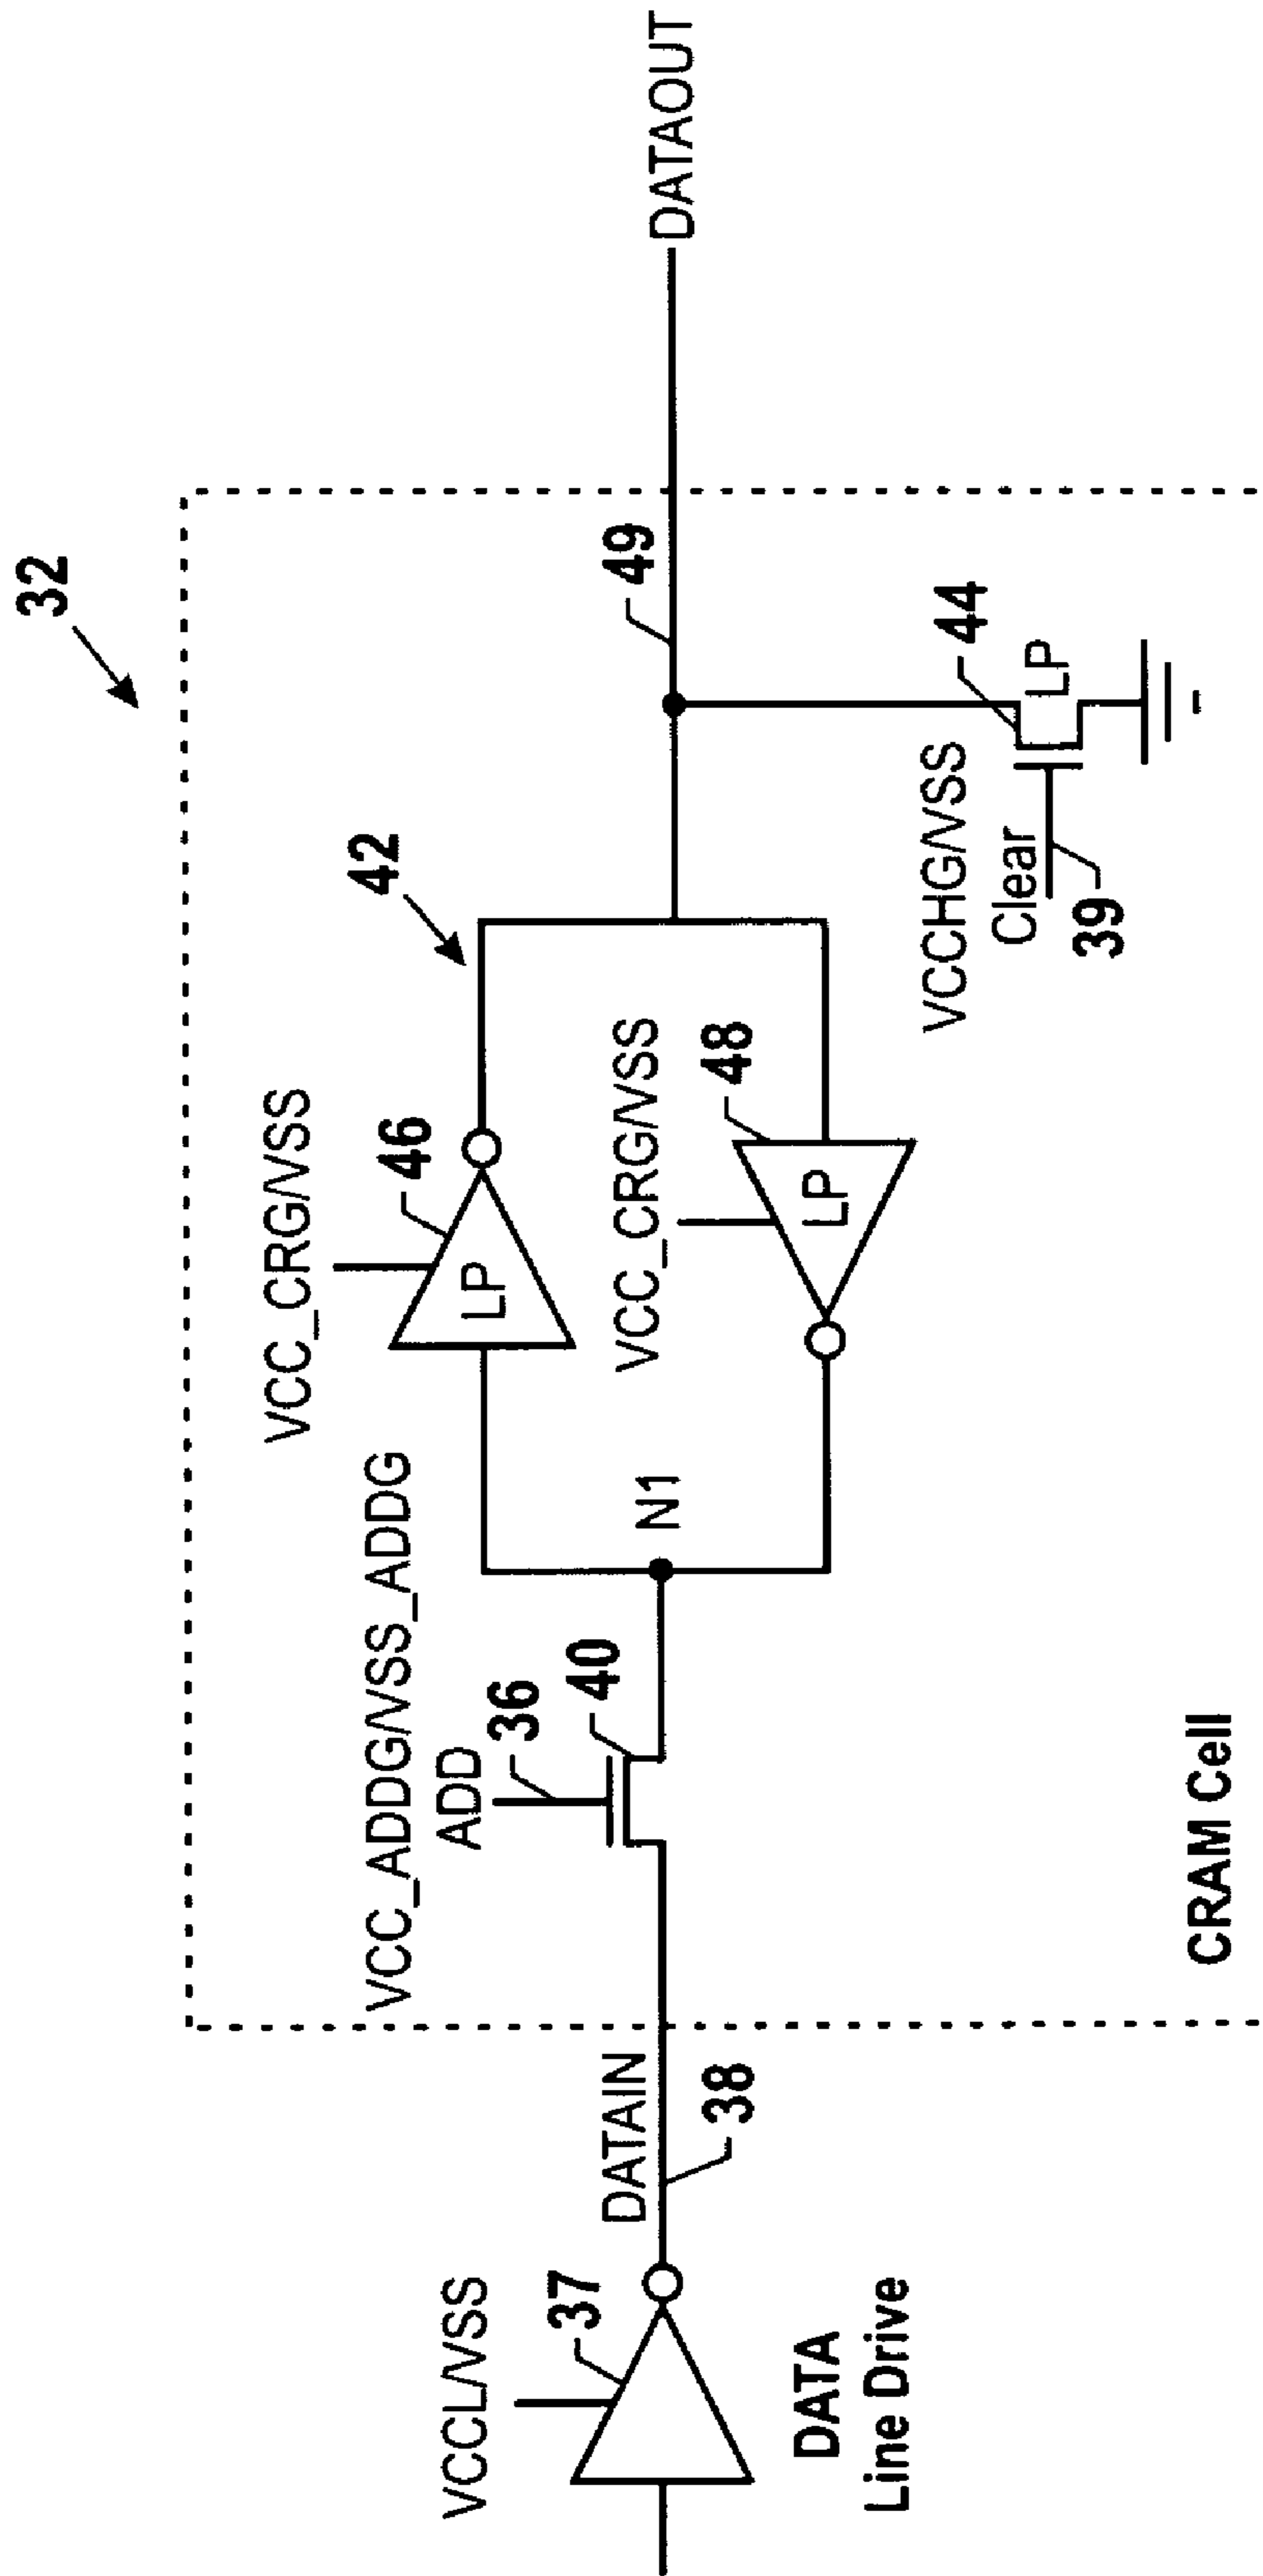 32
VCC_CRG/VSS
46
LP
42
VCC_ADDG/VSS_ADDG
ADD
36
40
N1
VCC_CRG/VSS
48
LP
49
DATAOUT
VCCL/VSS
37
DATAIN
38
DATA
Line Drive
VCCHG/VSS
Clear
39
44
LP
CRAM Cell